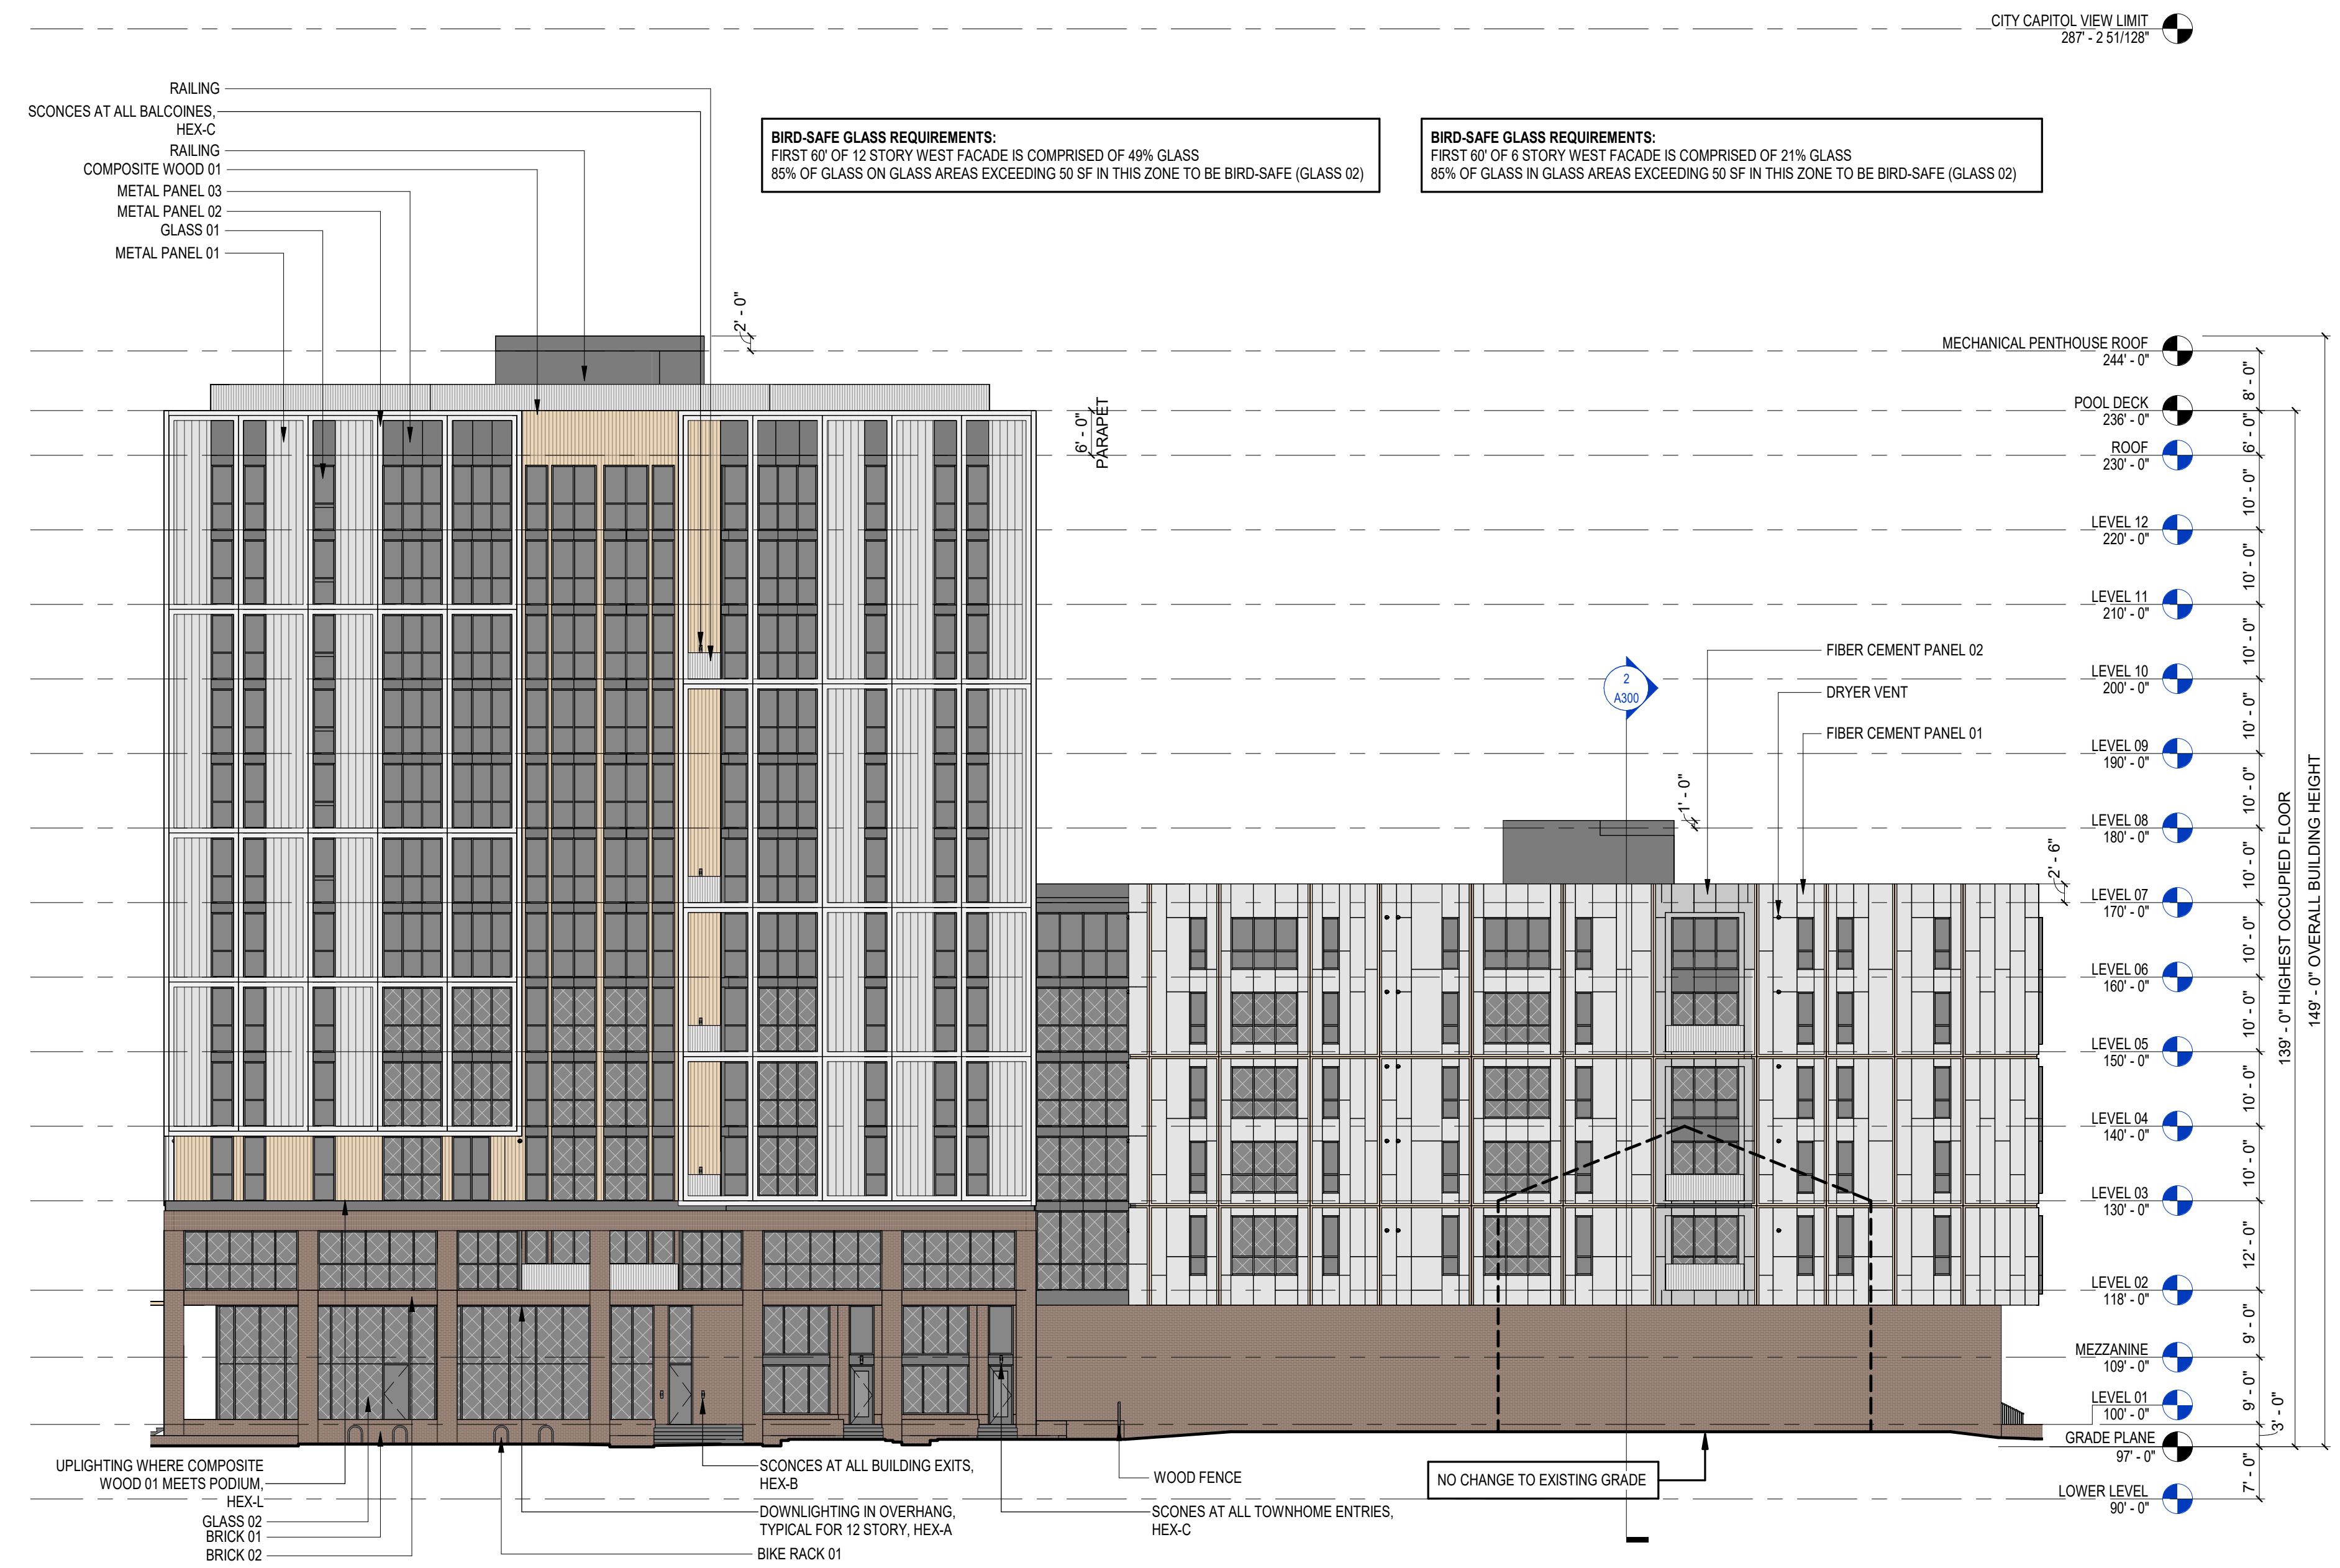 CITY CAPITOL VIEW LIMIT
287' - 2 51/128"
RAILING
SCONCES AT ALL BALCOINES,
HEX-C
RAILING
COMPOSITE WOOD 01
METAL PANEL 03
METAL PANEL 02
GLASS 01
METAL PANEL 01
BIRD-SAFE GLASS REQUIREMENTS:
FIRST 60' OF 12 STORY WEST FACADE IS COMPRISED OF 49% GLASS
85% OF GLASS ON GLASS AREAS EXCEEDING 50 SF IN THIS ZONE TO BE BIRD-SAFE (GLASS 02)
BIRD-SAFE GLASS REQUIREMENTS:
FIRST 60' OF 6 STORY WEST FACADE IS COMPRISED OF 21% GLASS
85% OF GLASS IN GLASS AREAS EXCEEDING 50 SF IN THIS ZONE TO BE BIRD-SAFE (GLASS 02)
2' - 0"
6' - 0"
PARAPET
MECHANICAL PENTHOUSE ROOF
244' - 0"
8' - 0"
POOL DECK
236' - 0"
6' - 0"
ROOF
230' - 0"
10' - 0"
LEVEL 12
220' - 0"
10' - 0"
LEVEL 11
210' - 0"
10' - 0"
LEVEL 10
200' - 0"
10' - 0"
LEVEL 09
190' - 0"
10' - 0"
LEVEL 08
180' - 0"
10' - 0"
LEVEL 07
170' - 0"
10' - 0"
LEVEL 06
160' - 0"
10' - 0"
LEVEL 05
150' - 0"
10' - 0"
LEVEL 04
140' - 0"
10' - 0"
LEVEL 03
130' - 0"
12' - 0"
LEVEL 02
118' - 0"
9' - 0"
MEZZANINE
109' - 0"
9' - 0"
LEVEL 01
100' - 0"
3' - 0"
GRADE PLANE
97' - 0"
7' - 0"
LOWER LEVEL
90' - 0"
139' - 0" HIGHEST OCCUPIED FLOOR
149' - 0" OVERALL BUILDING HEIGHT
FIBER CEMENT PANEL 02
DRYER VENT
FIBER CEMENT PANEL 01
2
A300
1' - 0"
2' - 6"
UPLIGHTING WHERE COMPOSITE
WOOD 01 MEETS PODIUM,
HEX-L
GLASS 02
BRICK 01
BRICK 02
SCONCES AT ALL BUILDING EXITS,
HEX-B
DOWNLIGHTING IN OVERHANG,
TYPICAL FOR 12 STORY, HEX-A
BIKE RACK 01
WOOD FENCE
SCONES AT ALL TOWNHOME ENTRIES,
HEX-C
NO CHANGE TO EXISTING GRADE